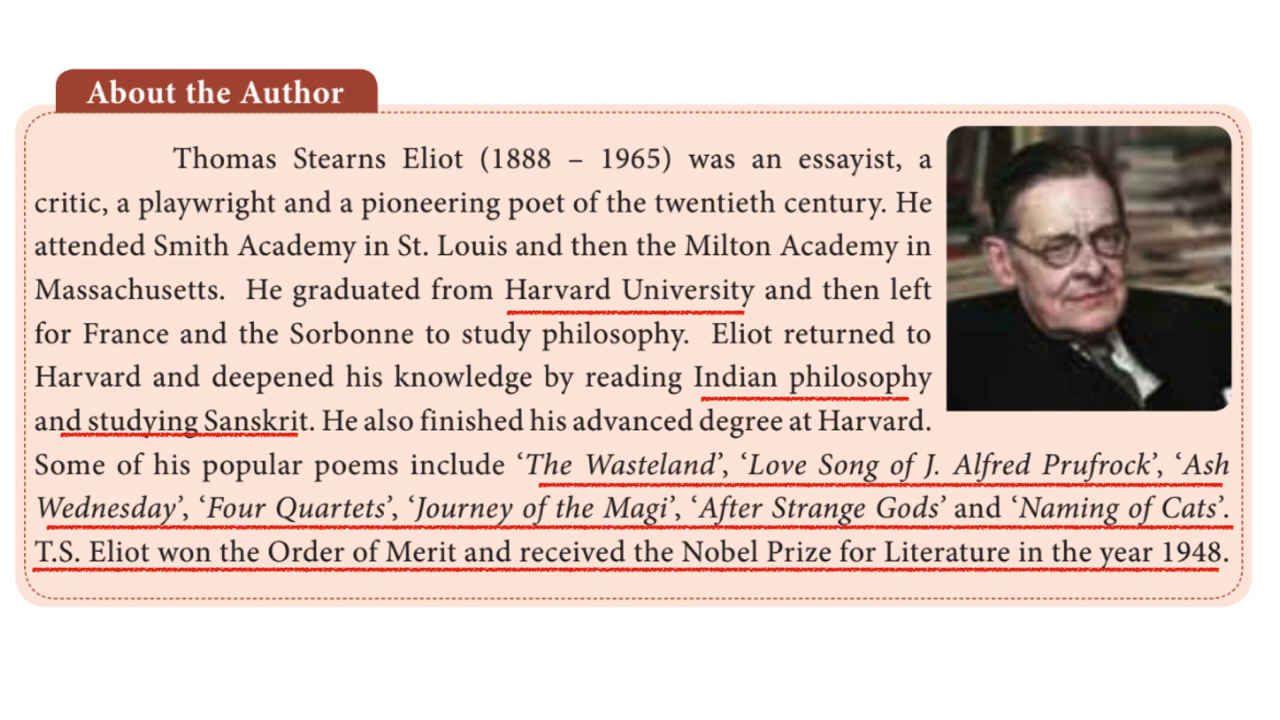 About the Author
Thomas Stearns Eliot (1888 – 1965) was an essayist, a
critic, a playwright and a pioneering poet of the twentieth century. He
attended Smith Academy in St. Louis and then the Milton Academy in
Massachusetts. He graduated from Harvard University and then left
for France and the Sorbonne to study philosophy. Eliot returned to
Harvard and deepened his knowledge by reading Indian philosophy
and studying Sanskrit. He also finished his advanced degree at Harvard.
Some of his popular poems include ‘The Wasteland’, ‘Love Song of J. Alfred Prufrock’, ‘Ash
Wednesday’, ‘Four Quartets’, ‘Journey of the Magi’, ‘After Strange Gods’ and ‘Naming of Cats’.
T.S. Eliot won the Order of Merit and received the Nobel Prize for Literature in the year 1948.